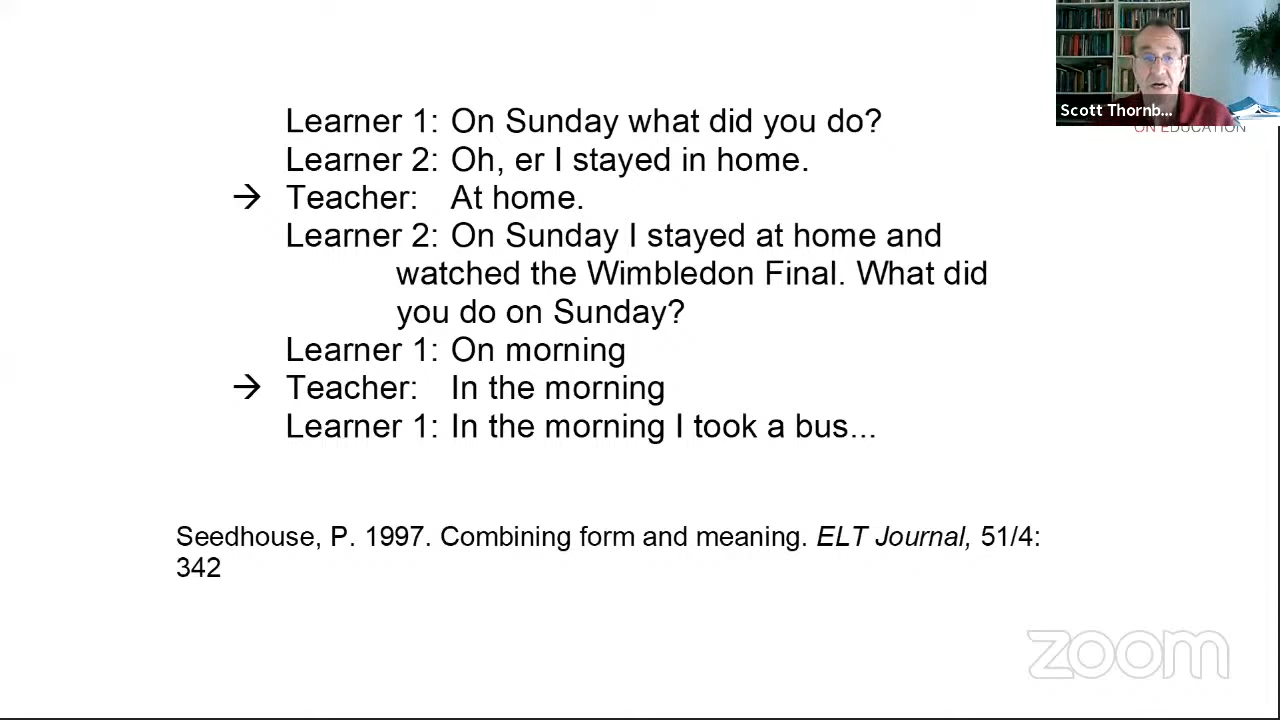 Scott Thornb...
ON EDUCATION
Learner 1: On Sunday what did you do?
Learner 2: Oh, er I stayed in home.
→ Teacher: At home.
Learner 2: On Sunday I stayed at home and
watched the Wimbledon Final. What did
you do on Sunday?
Learner 1: On morning
→ Teacher: In the morning
Learner 1: In the morning I took a bus...
Seedhouse, P. 1997. Combining form and meaning. ELT Journal, 51/4:
342
zoom